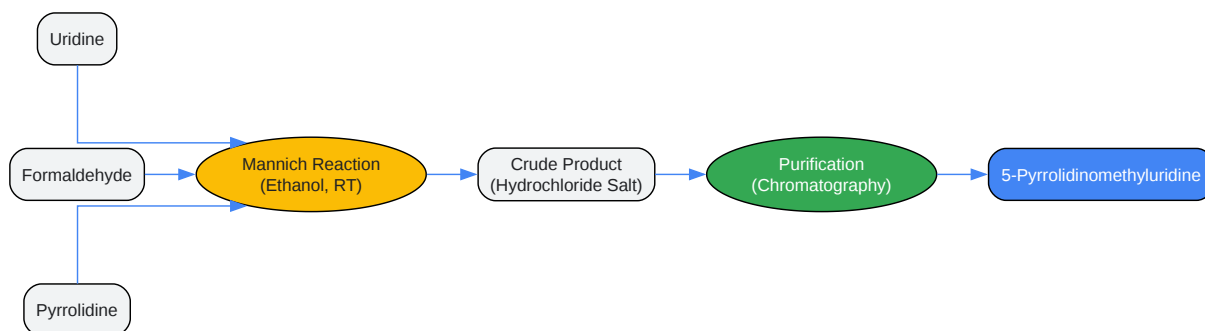 Uridine
Formaldehyde
Pyrrolidine
Mannich Reaction
(Ethanol, RT)
Crude Product
(Hydrochloride Salt)
Purification
(Chromatography)
5-Pyrrolidinomethyluridine